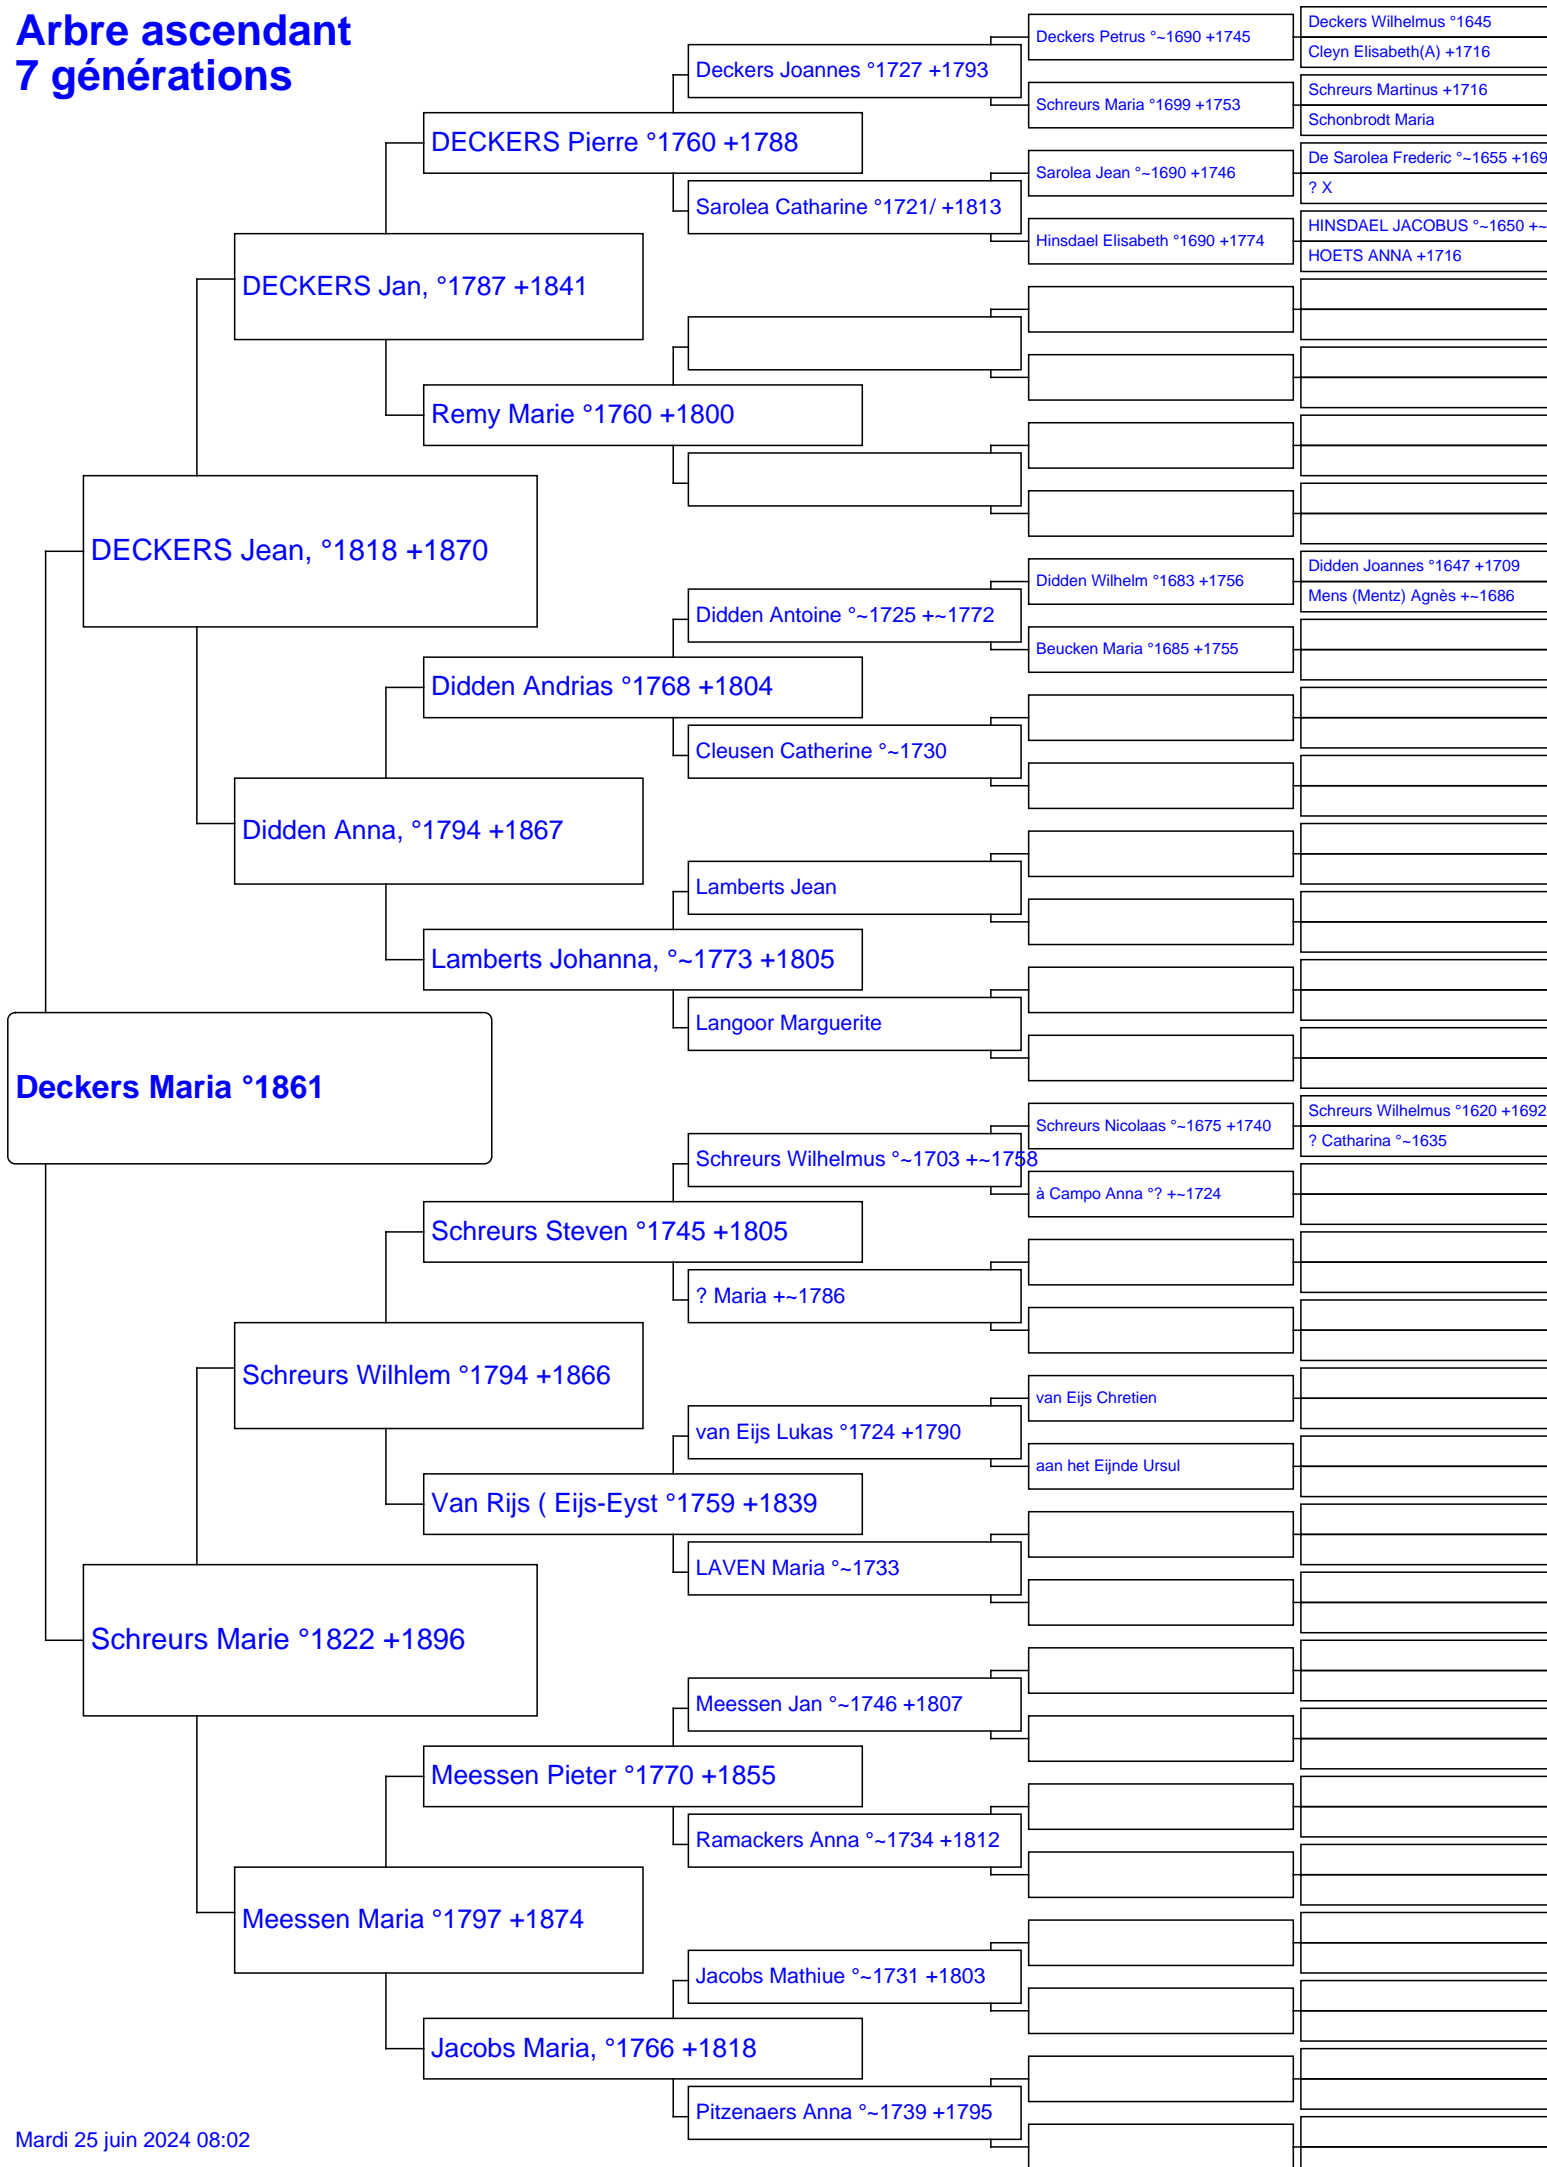 Arbre ascendant
7 générations
Deckers Maria °1861
DECKERS Jean, °1818 +1870
Schreurs Marie °1822 +1896
DECKERS Jan, °1787 +1841
Didden Anna, °1794 +1867
Schreurs Wilhlem °1794 +1866
Meessen Maria °1797 +1874
DECKERS Pierre °1760 +1788
Remy Marie °1760 +1800
Didden Andrias °1768 +1804
Lamberts Johanna, °~1773 +1805
Schreurs Steven °1745 +1805
Van Rijs ( Eijs-Eyst °1759 +1839
Meessen Pieter °1770 +1855
Jacobs Maria, °1766 +1818
Deckers Joannes °1727 +1793
Sarolea Catharine °1721/ +1813
Didden Antoine °~1725 +~1772
Cleusen Catherine °~1730
Lamberts Jean
Langoor Marguerite
Schreurs Wilhelmus °~1703 +~1758
? Maria +~1786
van Eijs Lukas °1724 +1790
LAVEN Maria °~1733
Meessen Jan °~1746 +1807
Ramackers Anna °~1734 +1812
Jacobs Mathiue °~1731 +1803
Pitzenaers Anna °~1739 +1795
Deckers Petrus °~1690 +1745
Schreurs Maria °1699 +1753
Sarolea Jean °~1690 +1746
Hinsdael Elisabeth °1690 +1774
Didden Wilhelm °1683 +1756
Beucken Maria °1685 +1755
Schreurs Nicolaas °~1675 +1740
à Campo Anna °? +~1724
van Eijs Chretien
aan het Eijnde Ursul
Deckers Wilhelmus °1645
Cleyn Elisabeth(A) +1716
Schreurs Martinus +1716
Schonbrodt Maria
De Sarolea Frederic °~1655 +169
? X
HINSDAEL JACOBUS °~1650 +~
HOETS ANNA +1716
Didden Joannes °1647 +1709
Mens (Mentz) Agnès +~1686
Schreurs Wilhelmus °1620 +1692
? Catharina °~1635
Mardi 25 juin 2024 08:02